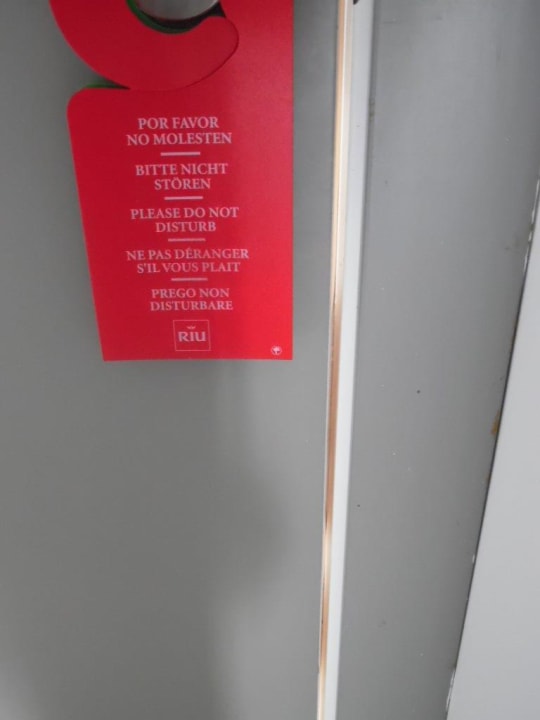 POR FAVOR
NO MOLESTEN
BITTE NICHT
STÖREN
PLEASE DO NOT
DISTURB
NE PAS DÉRANGER
S'IL VOUS PLAIT
PREGO NON
DISTURBARE
RIU